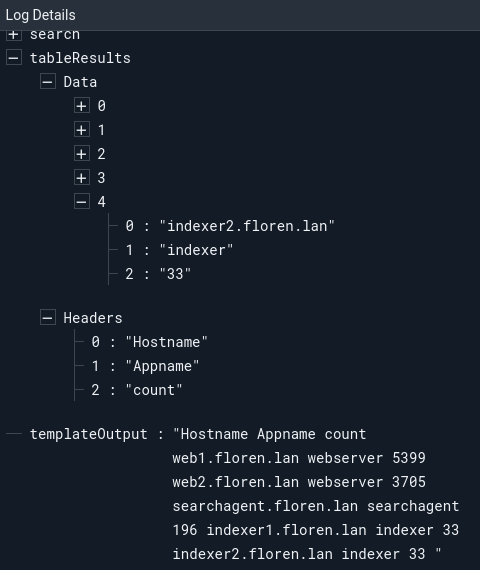 Log Details
search
tableResults
Data
0
1
2
3
4
0 : "indexer2.floren.lan"
1 : "indexer"
2 : "33"
Headers
0 : "Hostname"
1 : "Appname"
2 : "count"
templateOutput : "Hostname Appname count
web1.floren.lan webserver 5399
web2.floren.lan webserver 3705
searchagent.floren.lan searchagent
196 indexer1.floren.lan indexer 33
indexer2.floren.lan indexer 33 "